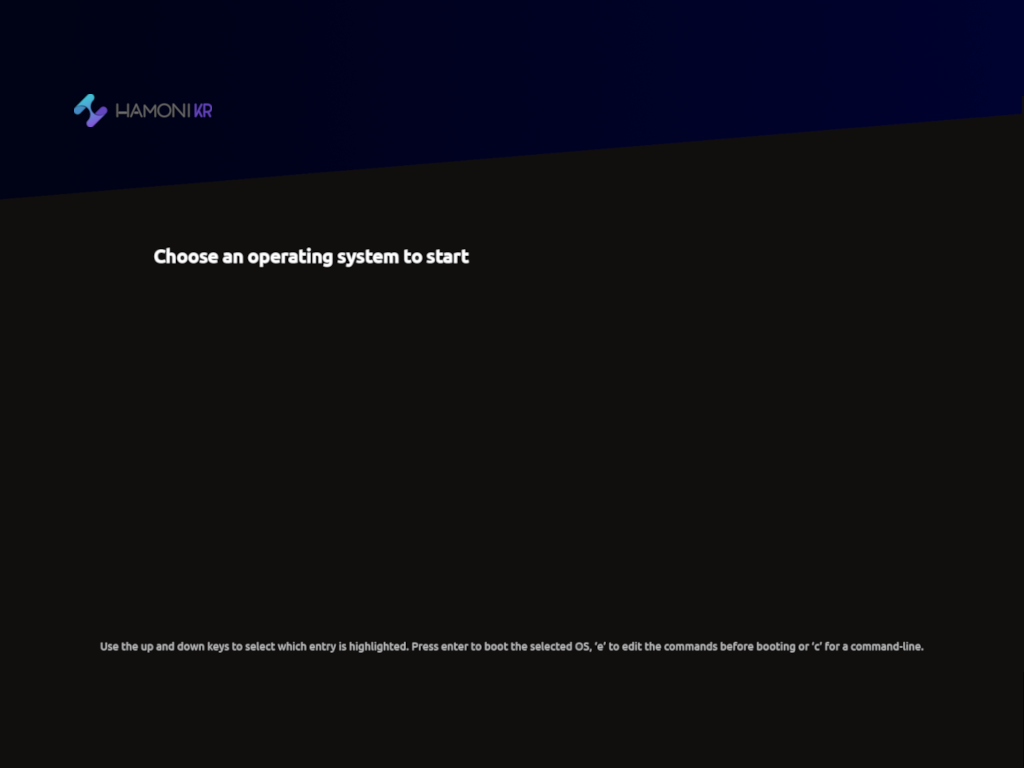 HAMONIKR
Choose an operating system to start
Use the up and down keys to select which entry is highlighted. Press enter to boot the selected OS, 'e' to edit the commands before booting or 'c' for a command-line.